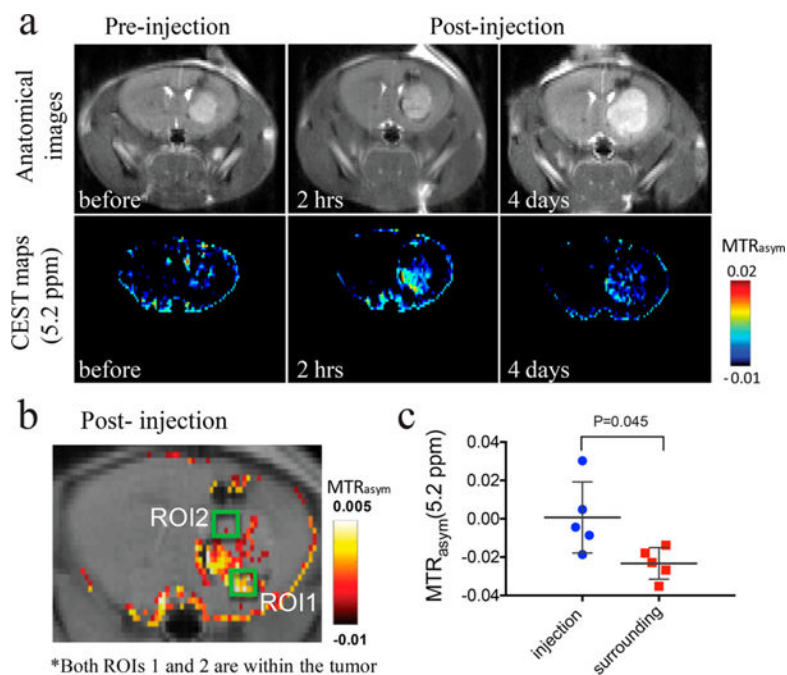 a
Pre-injection
Post-injection
Anatomical
images
before
2 hrs
4 days
CEST maps
(5.2 ppm)
before
2 hrs
4 days
MTRasym
0.02
-0.01
b
Post- injection
ROI2
ROI1
MTRasym
0.005
-0.01
*Both ROIs 1 and 2 are within the tumor
c
P=0.045
MTRasym(5.2 ppm)
0.04
0.02
0.00
-0.02
-0.04
injection
surrounding